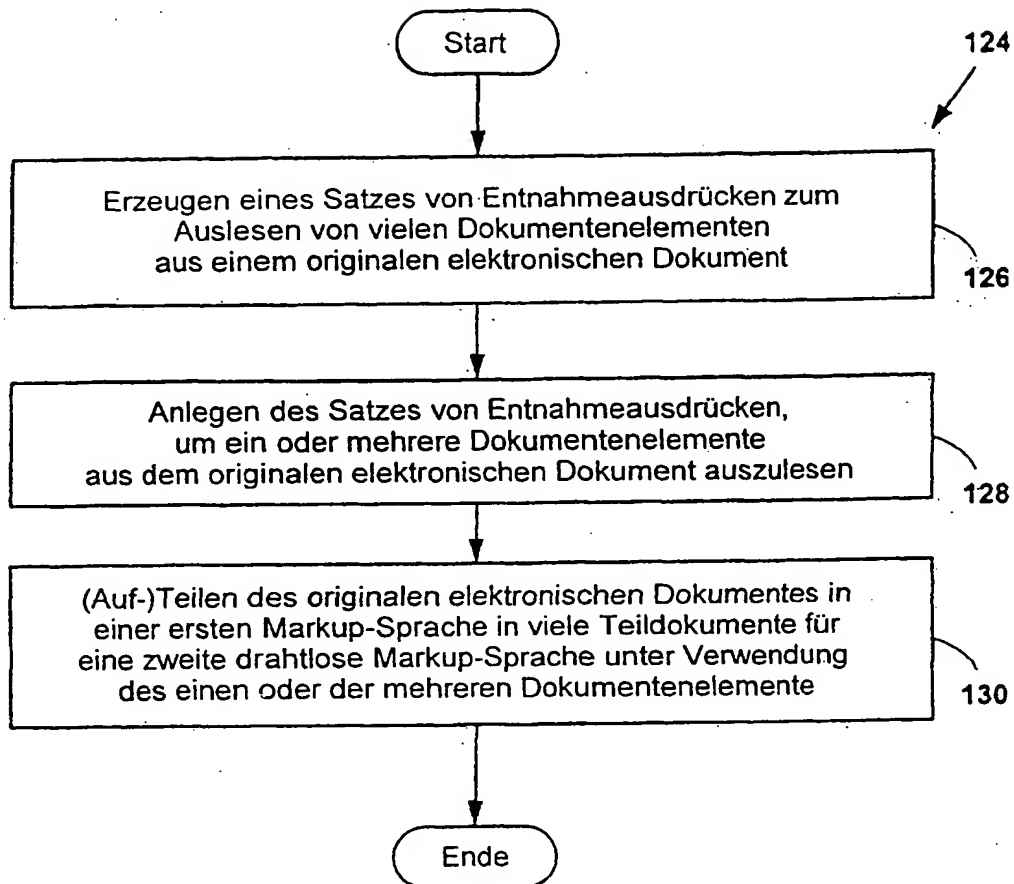 Start
124
Erzeugen eines Satzes von Entnahmeausdrücken zum
Auslesen von vielen Dokumentenelementen
aus einem originalen elektronischen Dokument
126
Anlegen des Satzes von Entnahmeausdrücken,
um ein oder mehrere Dokumentenelemente
aus dem originalen elektronischen Dokument auszulesen
128
(Auf-)Teilen des originalen elektronischen Dokumentes in
einer ersten Markup-Sprache in viele Teildokumente für
eine zweite drahtlose Markup-Sprache unter Verwendung
des einen oder der mehreren Dokumentenelemente
130
Ende